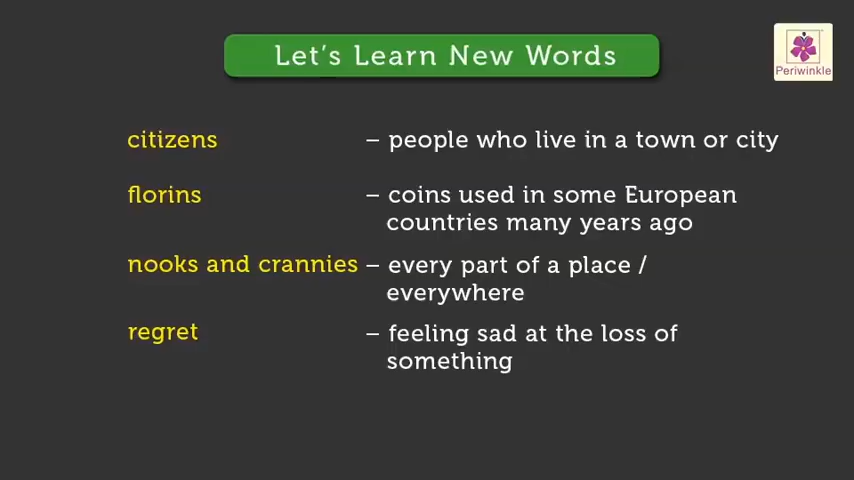 Let's Learn New Words
Periwinkle
citizens – people who live in a town or city
florins – coins used in some European
countries many years ago
nooks and crannies – every part of a place /
everywhere
regret – feeling sad at the loss of
something